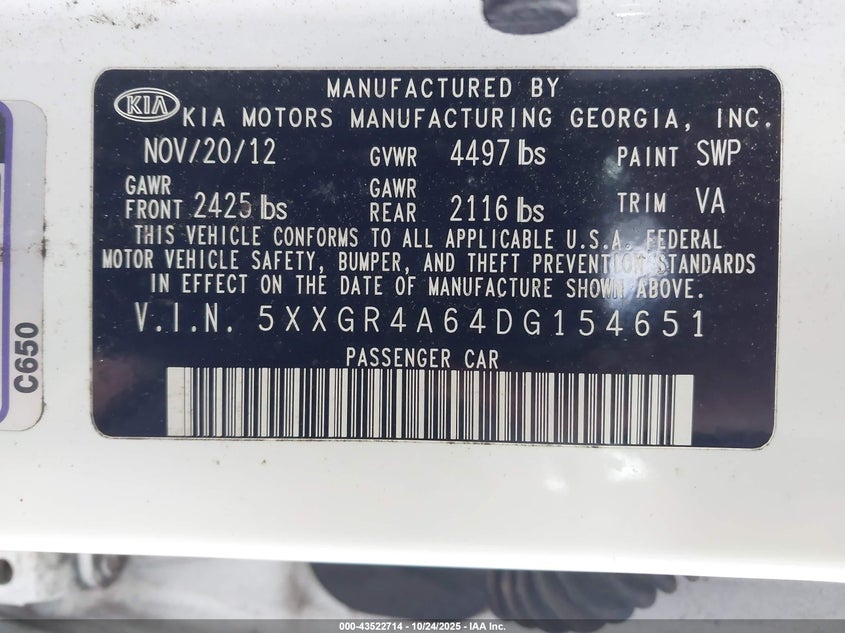 MANUFACTURED BY
KIA KIA MOTORS MANUFACTURING GEORGIA, INC.
NOV/20/12 GVWR 4497 lbs PAINT SWP
GAWR FRONT 2425 lbs GAWR REAR 2116 lbs TRIM VA
THIS VEHICLE CONFORMS TO ALL APPLICABLE U.S.A. FEDERAL
MOTOR VEHICLE SAFETY, BUMPER, AND THEFT PREVENTION STANDARDS
IN EFFECT ON THE DATE OF MANUFACTURE SHOWN ABOVE.
V.I.N. 5XXGR4A64DG154651
PASSENGER CAR
C650
000-43522714 - 10/24/2025 - IAA Inc.